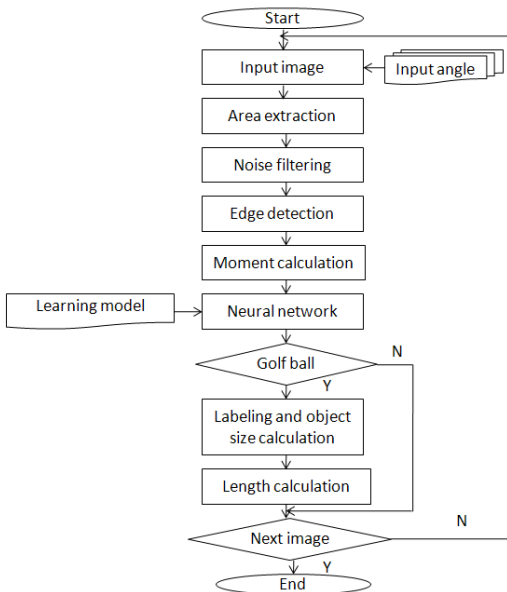 Start
Input image
Input angle
Area extraction
Noise filtering
Edge detection
Moment calculation
Learning model
Neural network
Golf ball
N
Y
Labeling and object
size calculation
Length calculation
Next image
N
Y
End